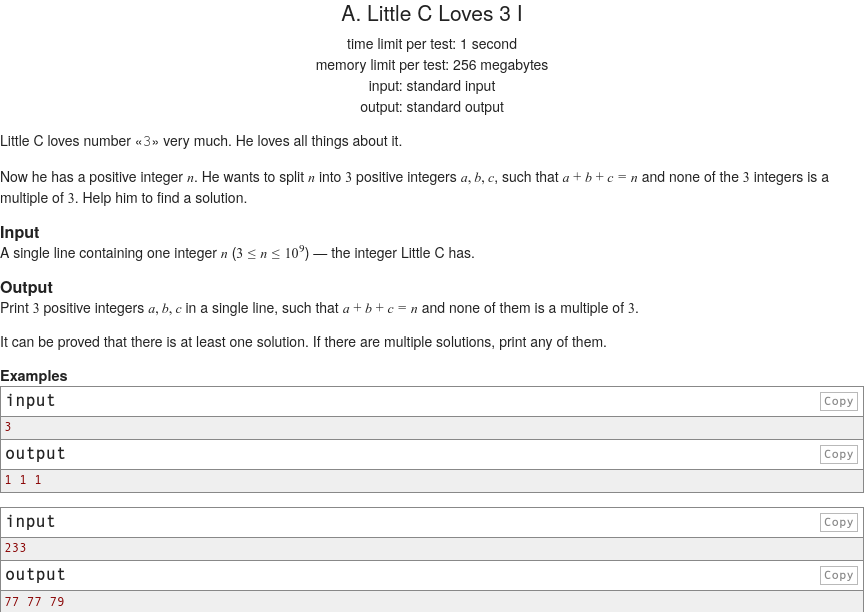 A. Little C Loves 3 I
time limit per test: 1 second
memory limit per test: 256 megabytes
input: standard input
output: standard output
Little C loves number «3» very much. He loves all things about it.
Now he has a positive integer n. He wants to split n into 3 positive integers a, b, c, such that a + b + c = n and none of the 3 integers is a
multiple of 3. Help him to find a solution.
Input
A single line containing one integer n (3 ≤ n ≤ 10⁹) — the integer Little C has.
Output
Print 3 positive integers a, b, c in a single line, such that a + b + c = n and none of them is a multiple of 3.
It can be proved that there is at least one solution. If there are multiple solutions, print any of them.
Examples
input Copy
3
output Copy
1 1 1
input Copy
233
output Copy
77 77 79